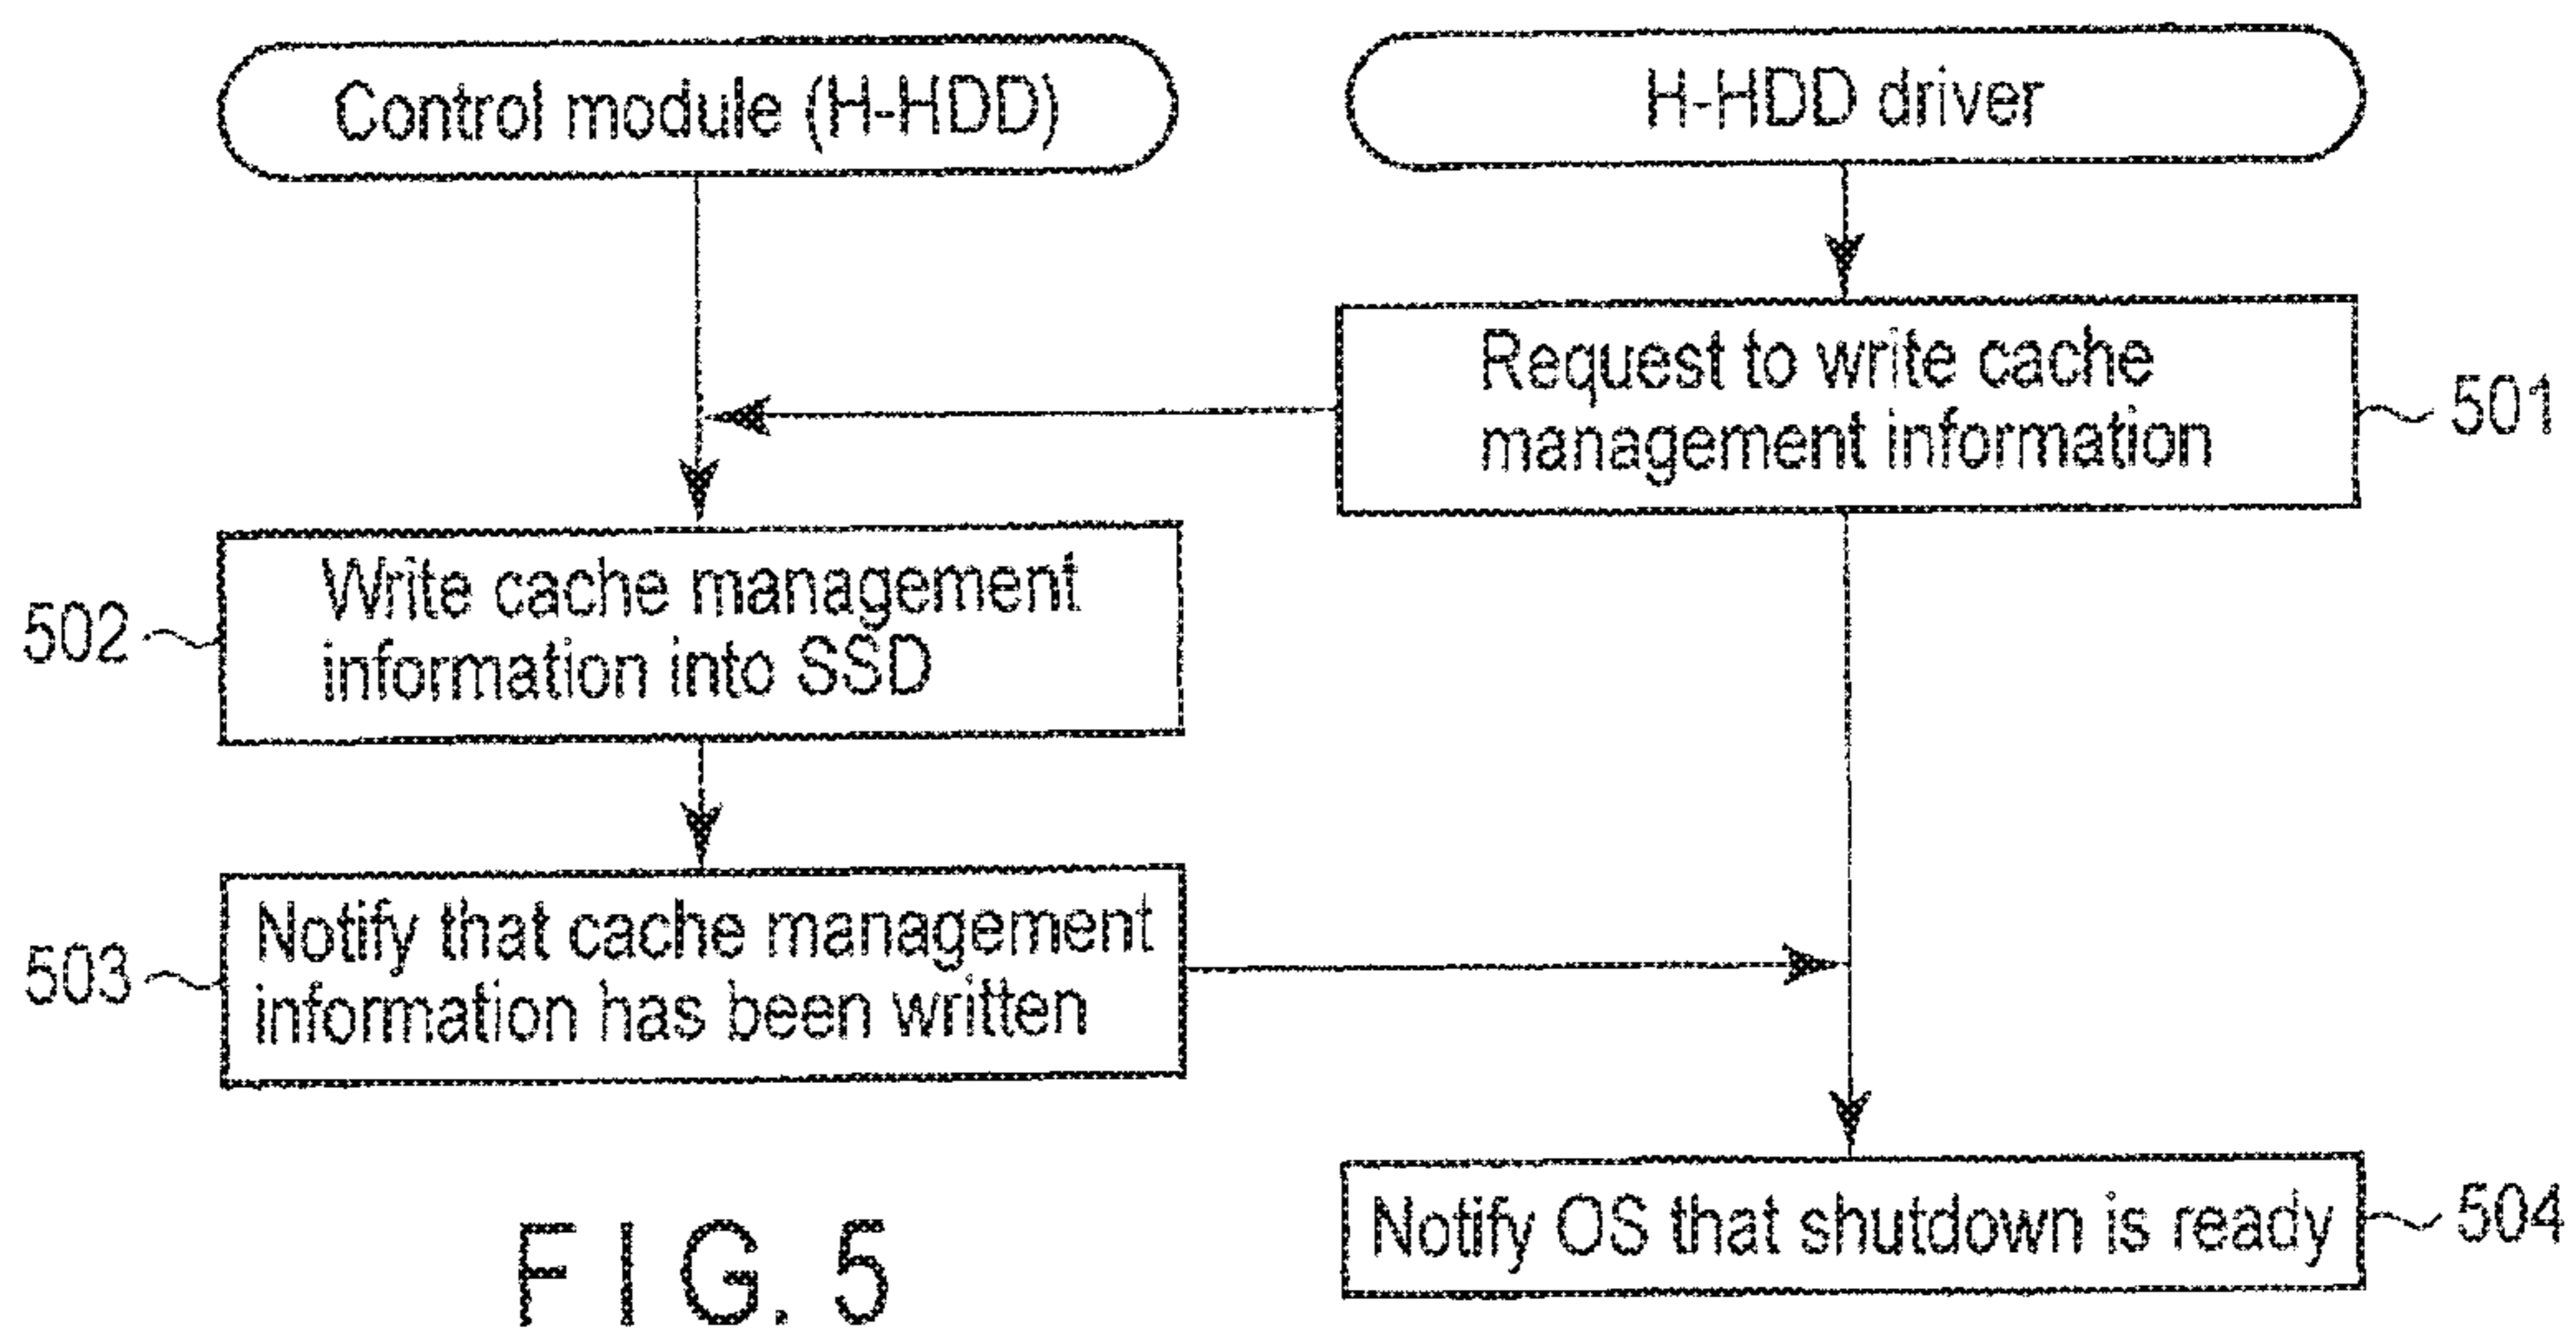 Control module (H-HDD)
H-HDD driver
Request to write cache
management information
501
Write cache management
information into SSD
502
Notify that cache management
information has been written
503
Notify OS that shutdown is ready
504
FIG. 5